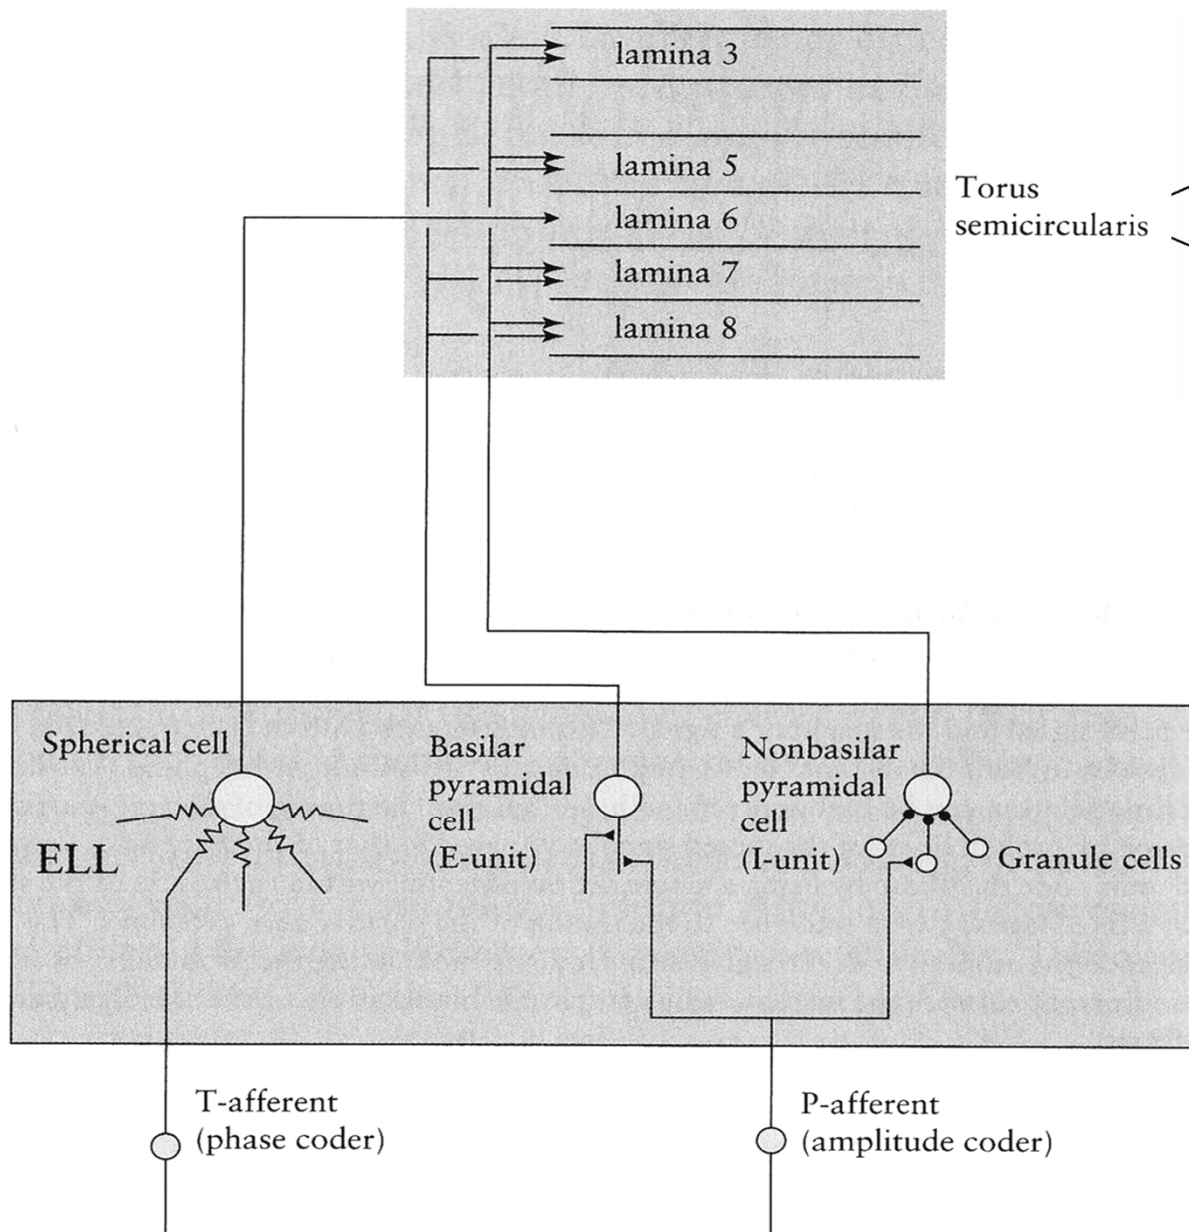 lamina 3
lamina 5
lamina 6
lamina 7
lamina 8
Torus
semicircularis
Spherical cell
ELL
Basilar
pyramidal
cell
(E-unit)
Nonbasilar
pyramidal
cell
(I-unit)
Granule cells
T-afferent
(phase coder)
P-afferent
(amplitude coder)